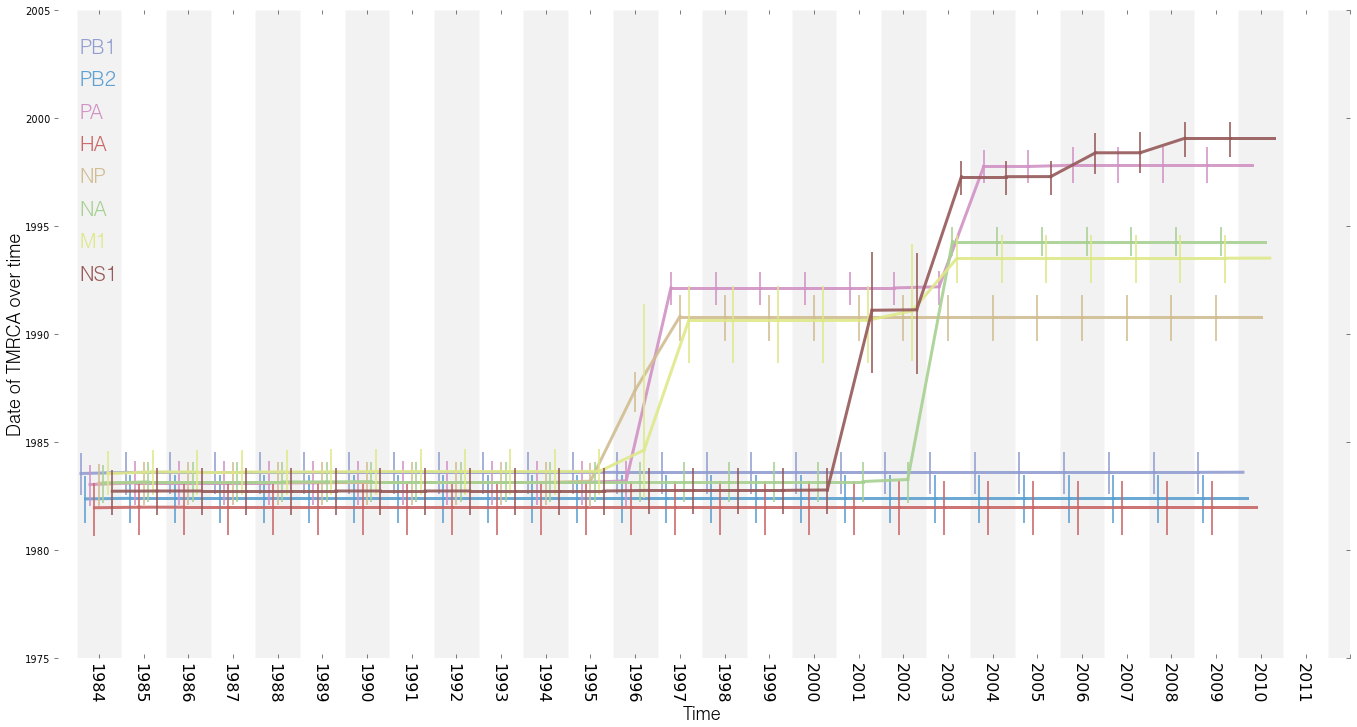 2005
2000
1995
1990
1985
1980
1975
Date of TMRCA over time
PB1
PB2
PA
HA
NP
NA
M1
NS1
1984 1985 1986 1987 1988 1989 1990 1991 1992 1993 1994 1995 1996 1997 1998 1999 2000 2001 2002 2003 2004 2005 2006 2007 2008 2009 2010 2011
Time